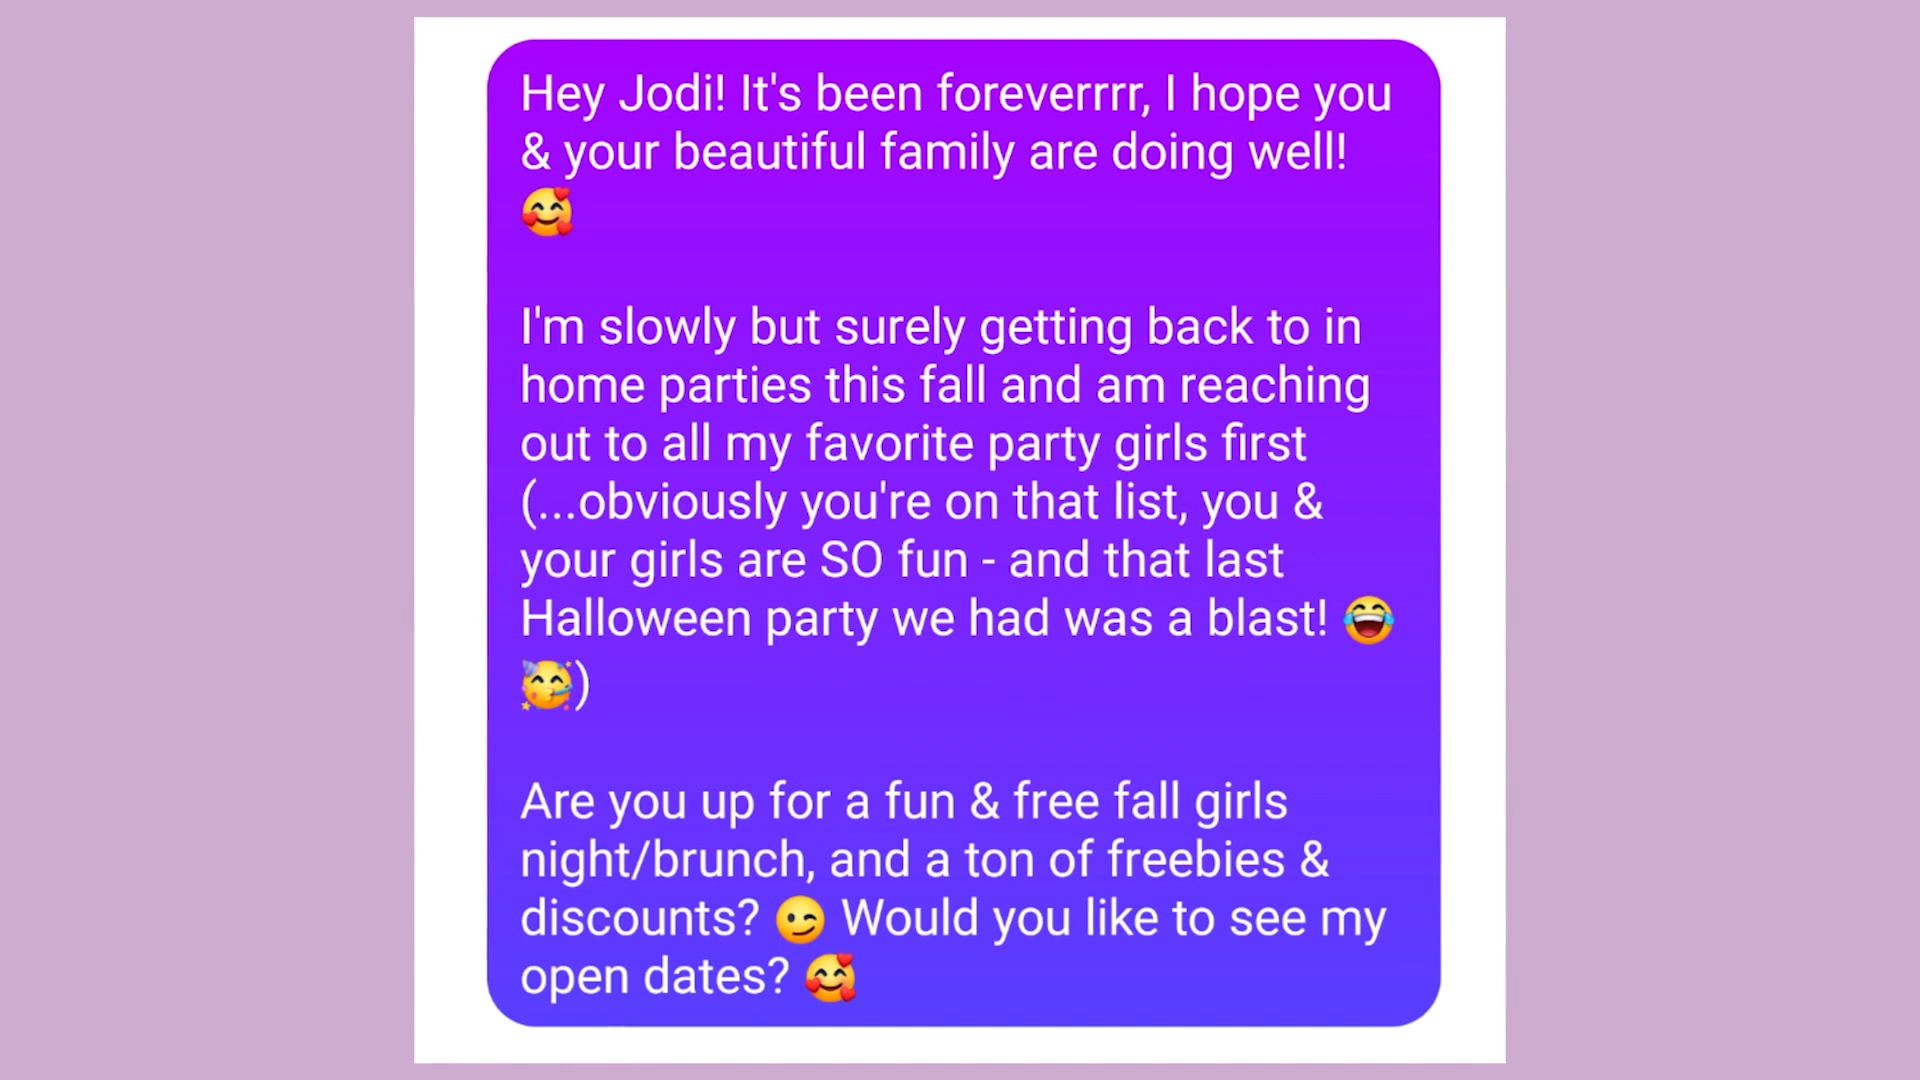 Hey Jodi! It's been foreverrrr, I hope you
& your beautiful family are doing well!
🥰
I'm slowly but surely getting back to in
home parties this fall and am reaching
out to all my favorite party girls first
(...obviously you're on that list, you &
your girls are SO fun - and that last
Halloween party we had was a blast! 😂
🥳)
Are you up for a fun & free fall girls
night/brunch, and a ton of freebies &
discounts? 😉 Would you like to see my
open dates? 🥰